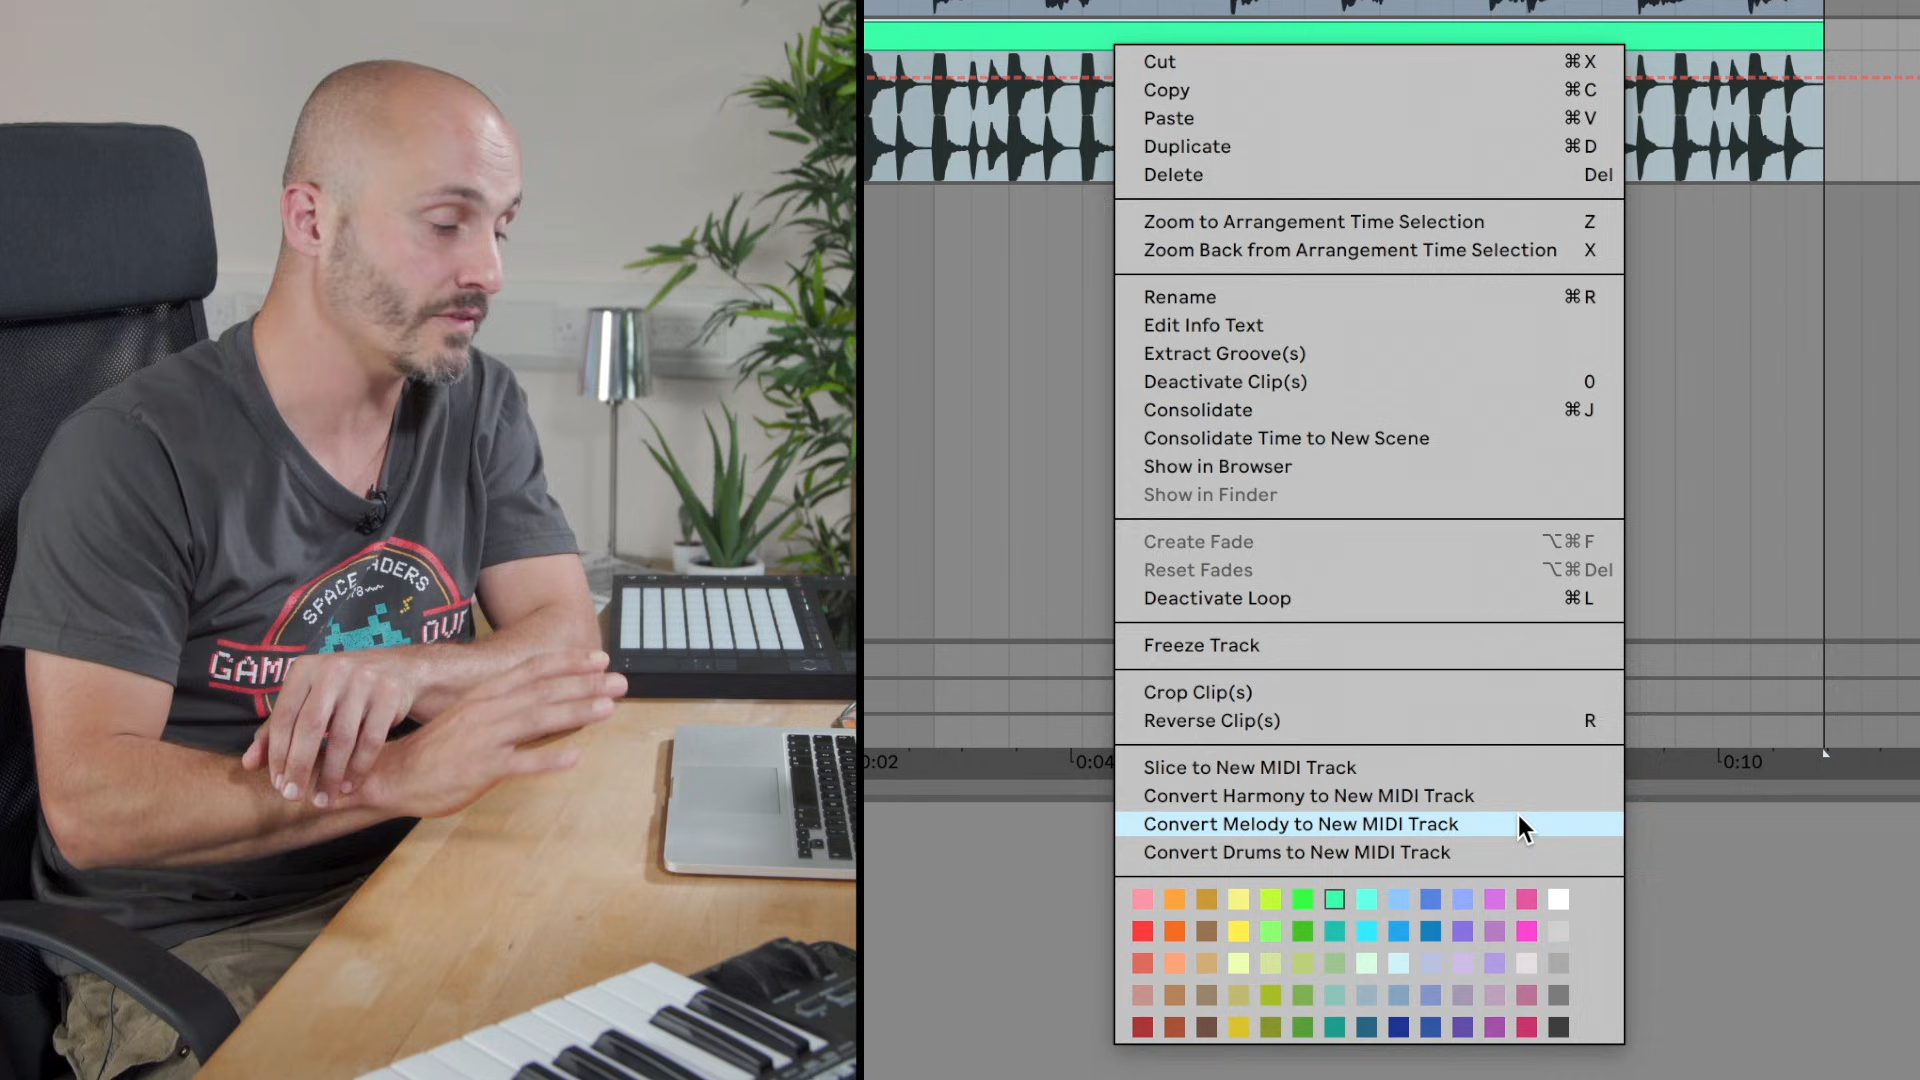 SPACE
GAME
Cut ⌘X
Copy ⌘C
Paste ⌘V
Duplicate ⌘D
Delete Del
Zoom to Arrangement Time Selection Z
Zoom Back from Arrangement Time Selection X
Rename ⌘R
Edit Info Text
Extract Groove(s)
Deactivate Clip(s) 0
Consolidate ⌘J
Consolidate Time to New Scene
Show in Browser
Show in Finder
Create Fade ⌥⌘F
Reset Fades ⌥⌘Del
Deactivate Loop ⌘L
Freeze Track
Crop Clip(s)
Reverse Clip(s) R
0:02 0:04 0:10
Slice to New MIDI Track
Convert Harmony to New MIDI Track
Convert Melody to New MIDI Track
Convert Drums to New MIDI Track